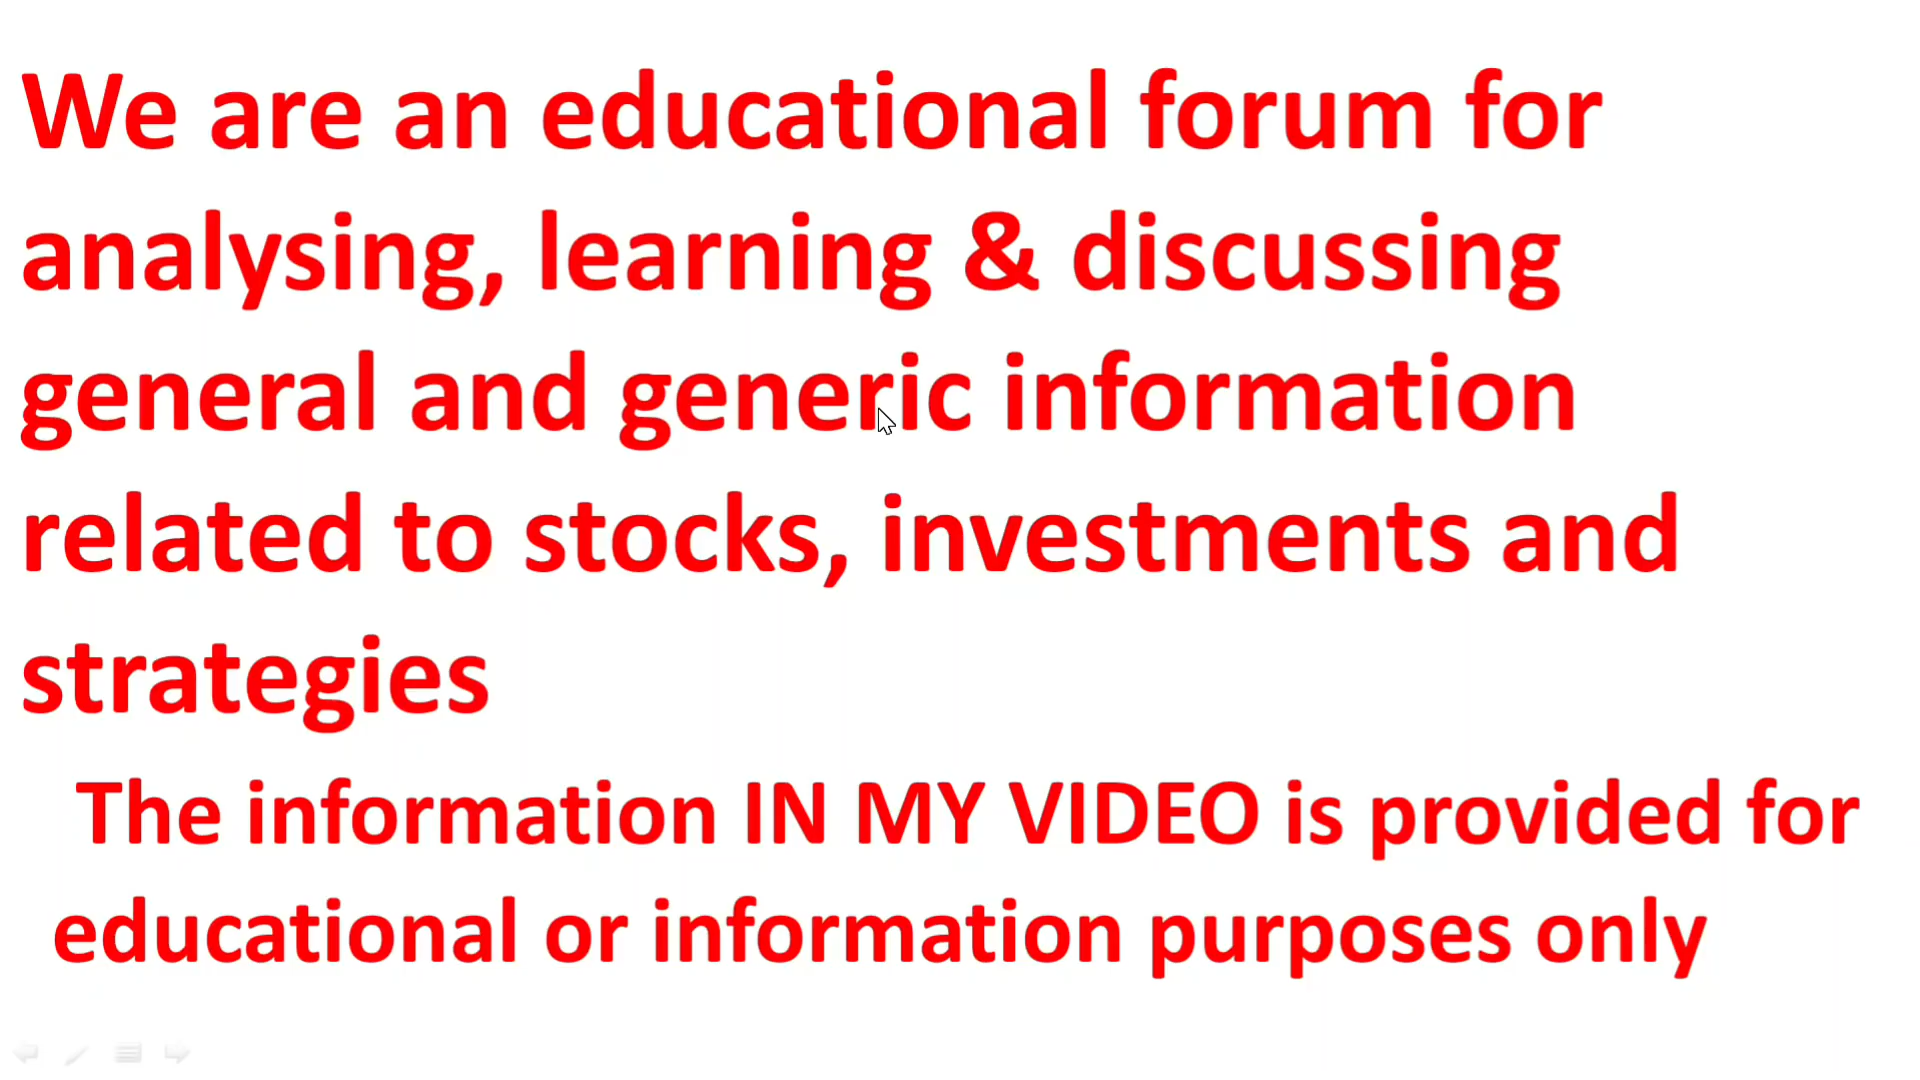 We are an educational forum for
analysing, learning & discussing
general and generic information
related to stocks, investments and
strategies
The information IN MY VIDEO is provided for
educational or information purposes only